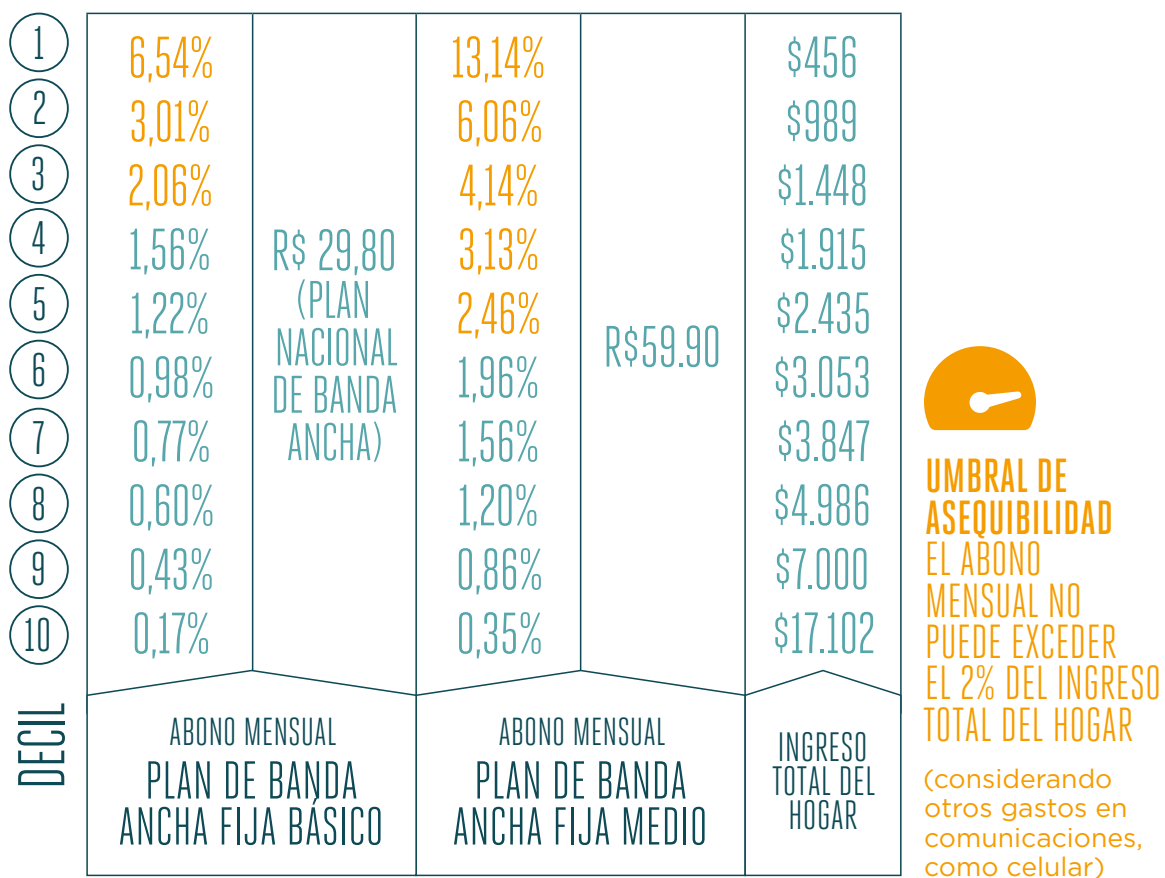 1 6,54% 13,14% $456
2 3,01% 6,06% $989
3 2,06% 4,14% $1.448
4 1,56% 3,13% $1.915
5 1,22% 2,46% $2.435
6 0,98% 1,96% $3.053
7 0,77% 1,56% $3.847
8 0,60% 1,20% $4.986
9 0,43% 0,86% $7.000
10 0,17% 0,35% $17.102
R$ 29,80
(PLAN
NACIONAL
DE BANDA
ANCHA)
R$59.90
DECIL
ABONO MENSUAL
PLAN DE BANDA
ANCHA FIJA BÁSICO
ABONO MENSUAL
PLAN DE BANDA
ANCHA FIJA MEDIO
INGRESO
TOTAL DEL
HOGAR
UMBRAL DE
ASEQUIBILIDAD
EL ABONO
MENSUAL NO
PUEDE EXCEDER
EL 2% DEL INGRESO
TOTAL DEL HOGAR
(considerando
otros gastos en
comunicaciones,
como celular)